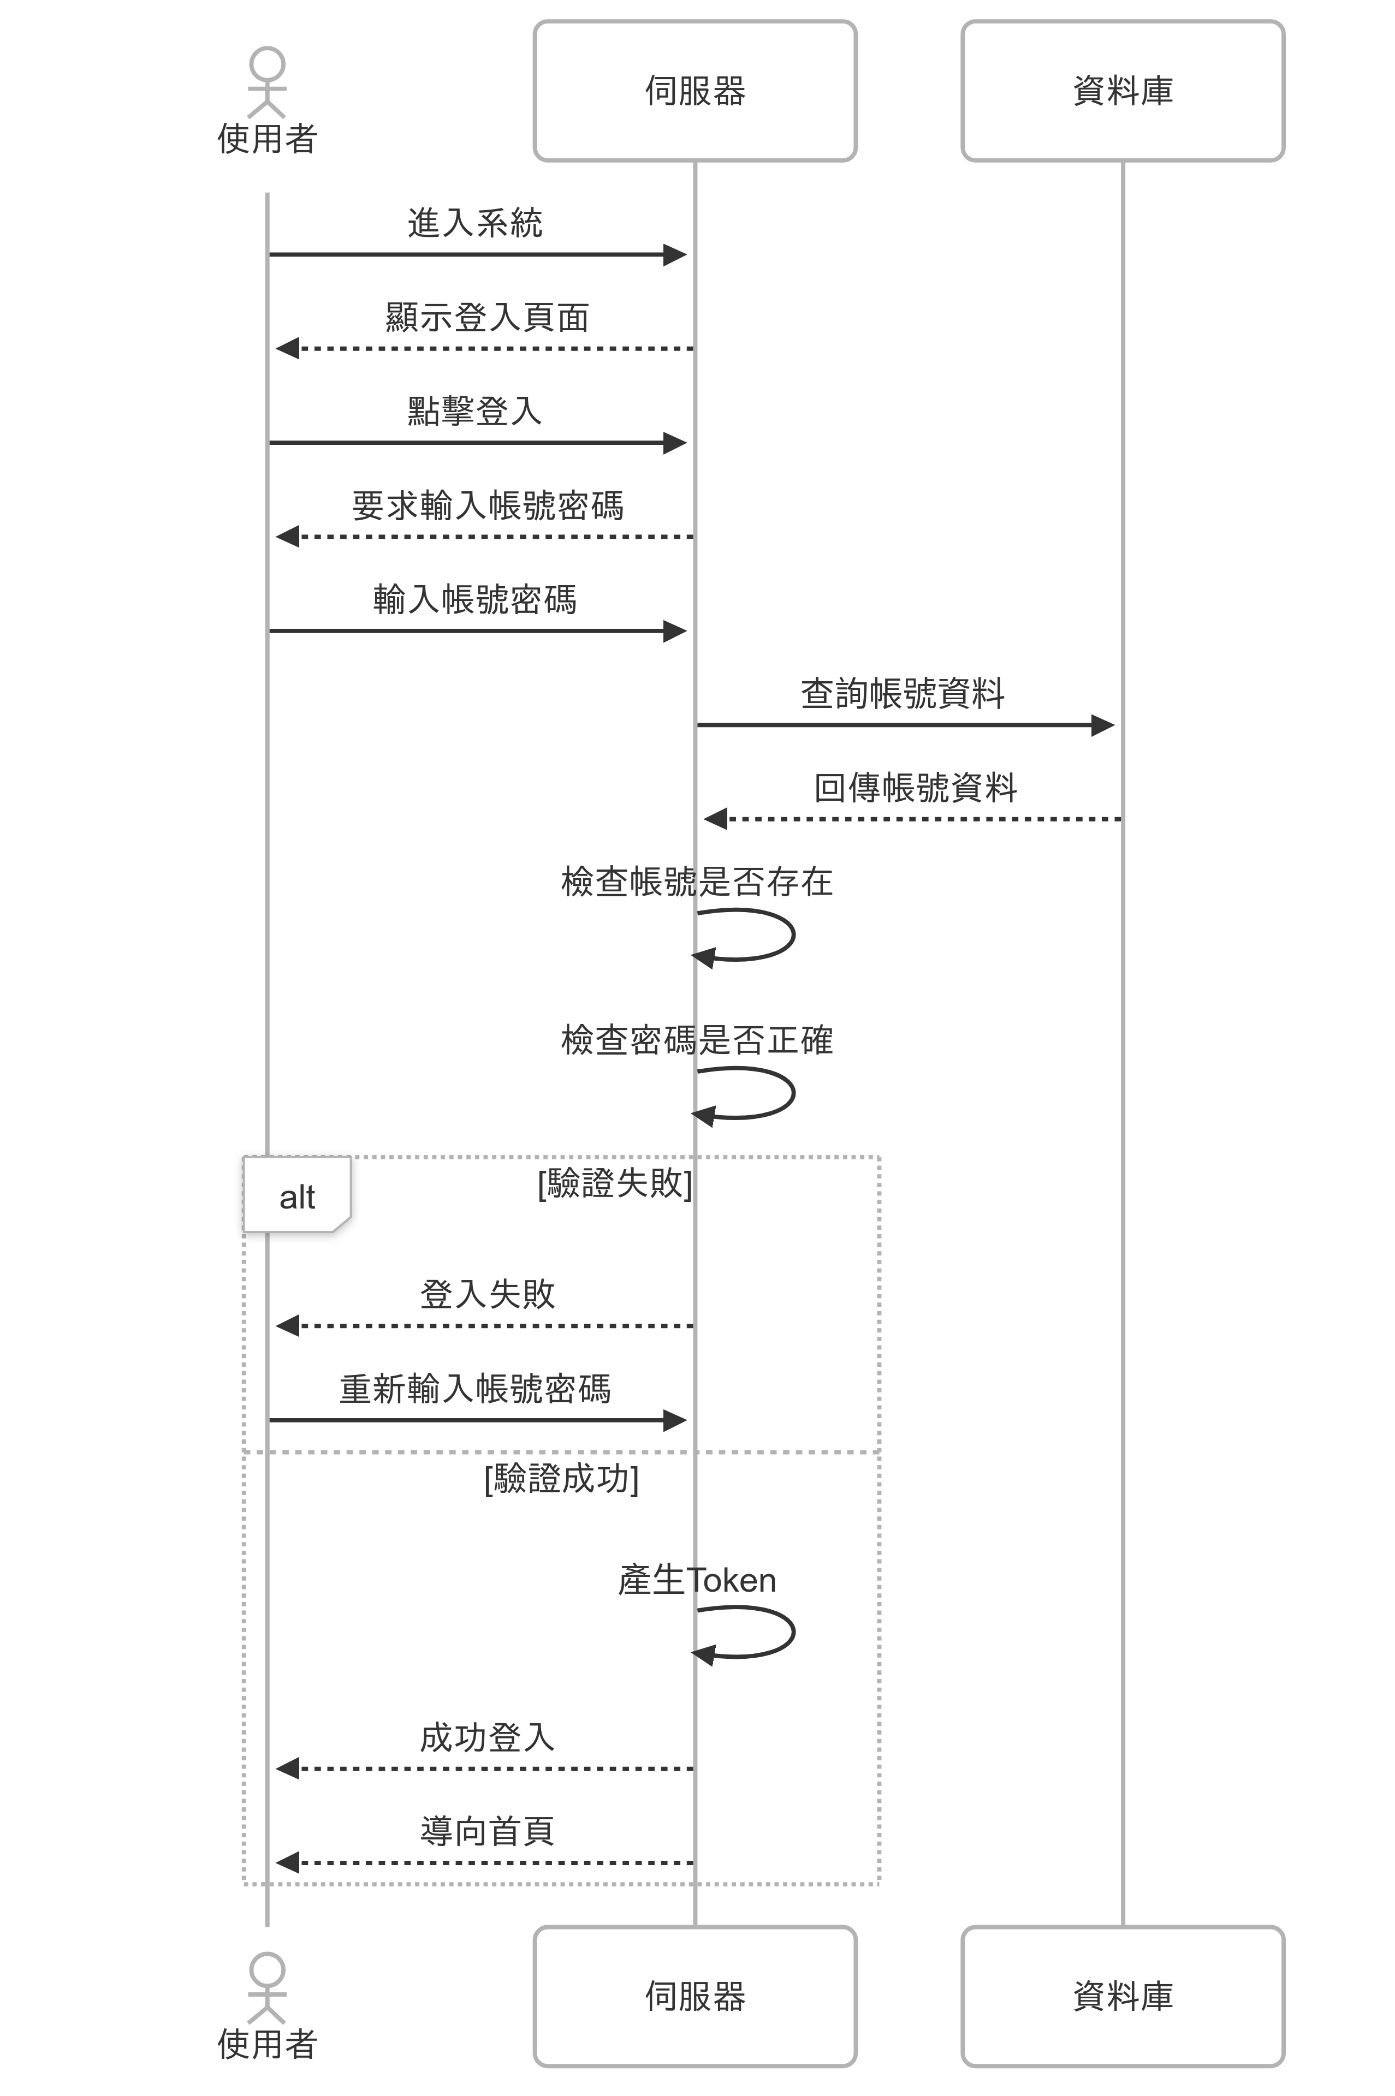 使用者
伺服器
資料庫
進入系統
顯示登入頁面
點擊登入
要求輸入帳號密碼
輸入帳號密碼
查詢帳號資料
回傳帳號資料
檢查帳號是否存在
檢查密碼是否正確
alt
[驗證失敗]
登入失敗
重新輸入帳號密碼
[驗證成功]
產生Token
成功登入
導向首頁
使用者
伺服器
資料庫